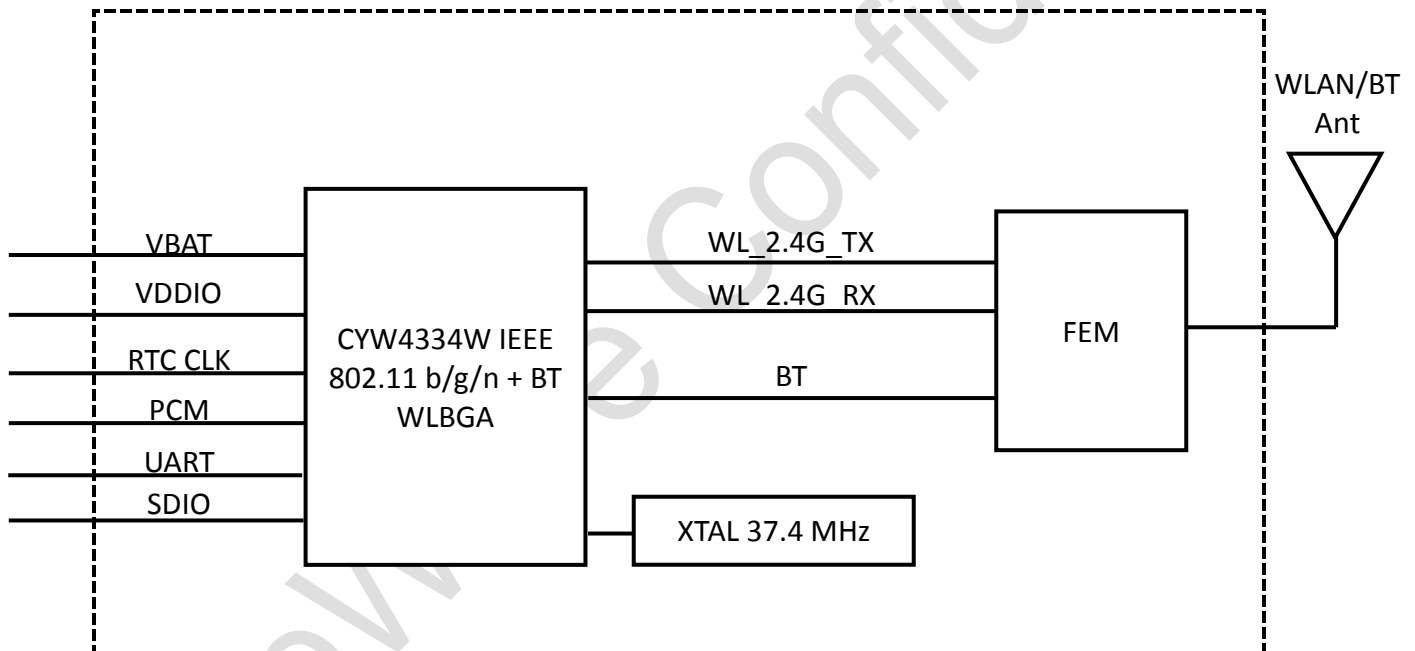 WLAN/BT
Ant
VBAT
VDDIO
RTC CLK
PCM
UART
SDIO
CYW4334W IEEE
802.11 b/g/n + BT
WLBGA
WL_2.4G_TX
WL_2.4G_RX
BT
XTAL 37.4 MHz
FEM